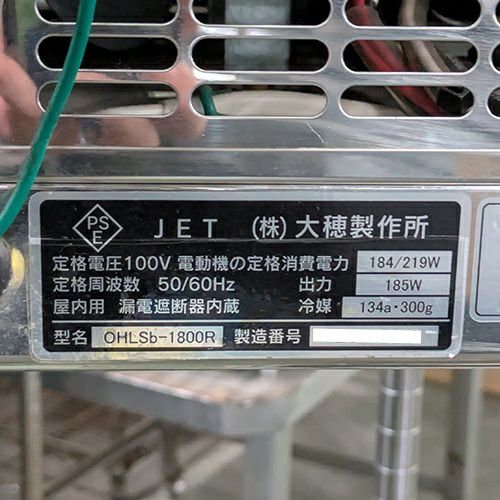 PSE JET (株)大穂製作所
定格電圧100V 電動機の定格消費電力 184/219W
定格周波数 50/60Hz 出力 185W
屋内用 漏電遮断器内蔵 冷媒 134a・300g
型名 OHLSb-1800R 製造番号